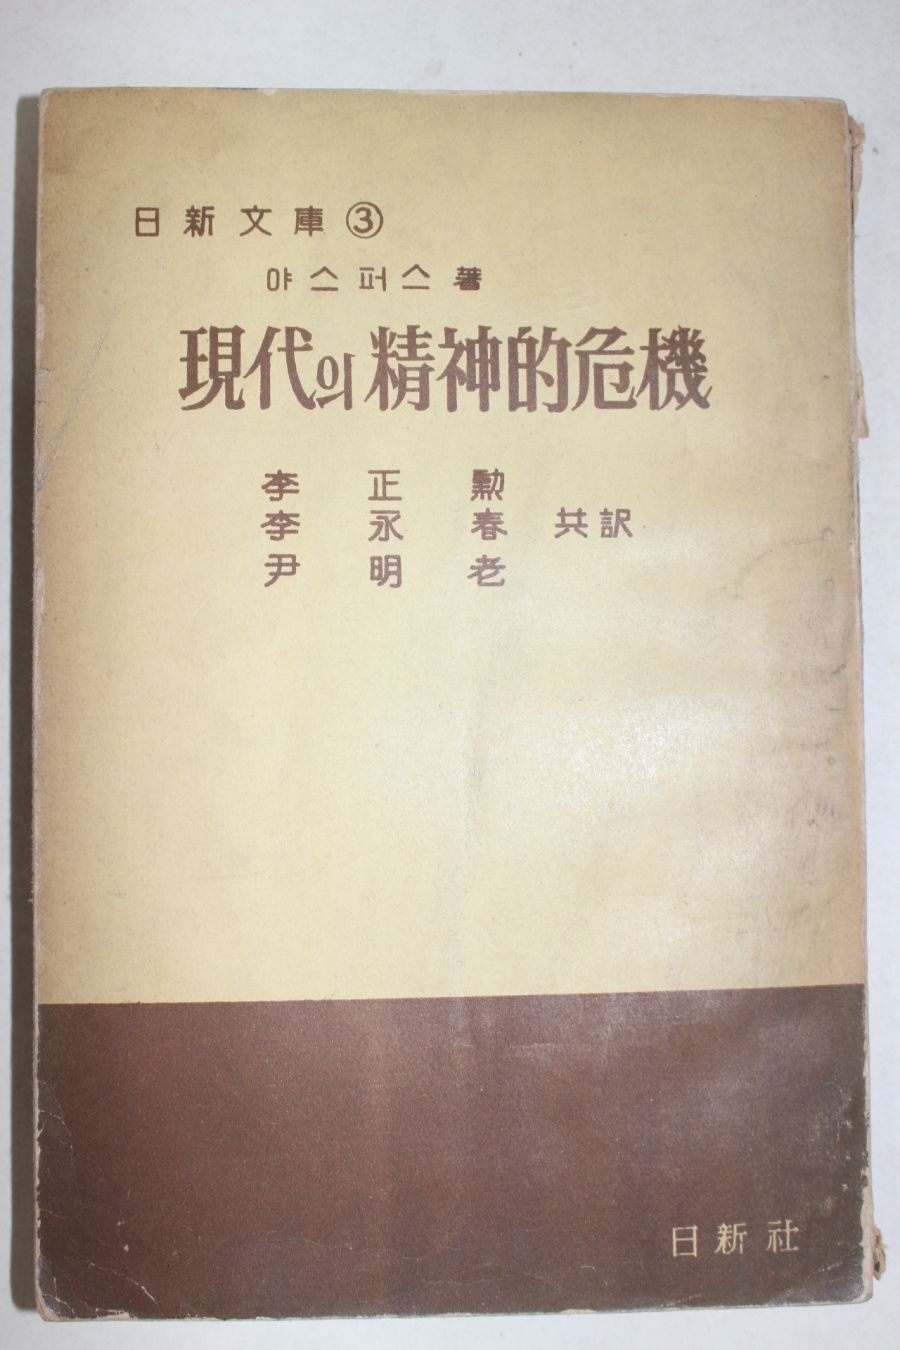 日新文庫③
야스퍼스 著
現代의 精神的危機
李正勲
李永春 共訳
尹明老
日新社